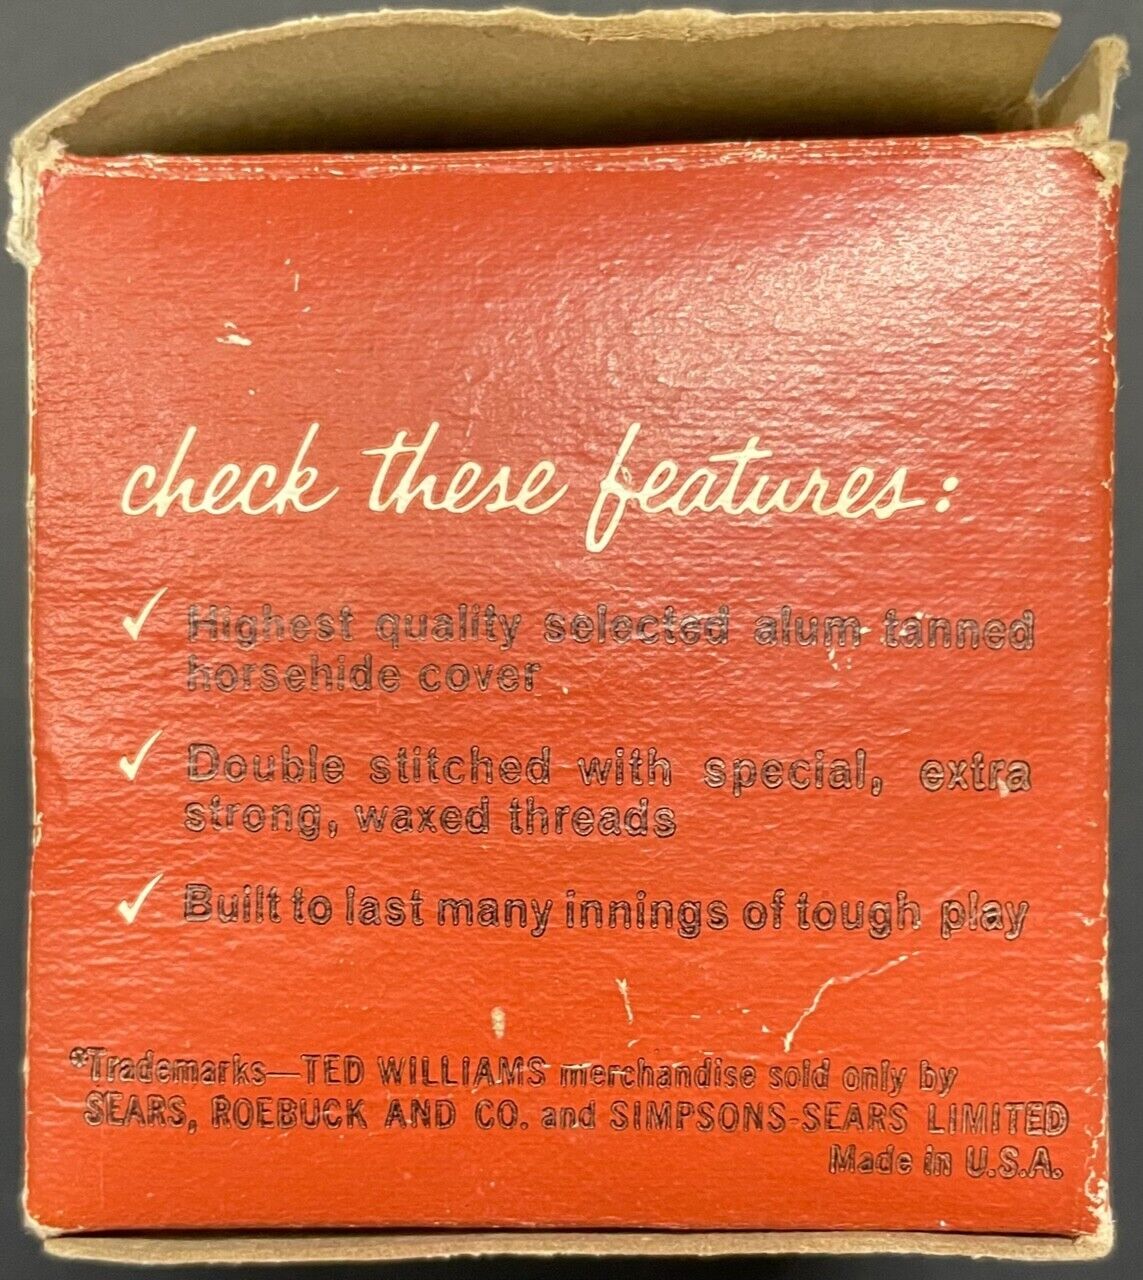 check these features:
✓ Highest quality selected alum tanned
horsehide cover
✓ Double stitched with special, extra
strong, waxed threads
✓ Built to last many innings of tough play
*Trademarks—TED WILLIAMS merchandise sold only by
SEARS, ROEBUCK AND CO. and SIMPSONS-SEARS LIMITED
Made in U.S.A.